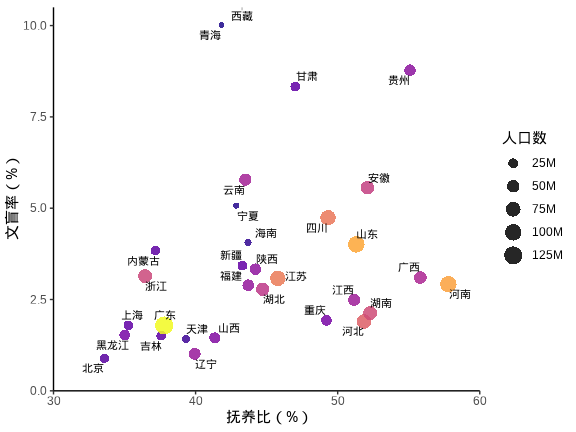 西藏
10.0
青海
甘肃
贵州
7.5
人口数
25M
50M
75M
100M
125M
文盲率（%）
安徽
云南
5.0
宁夏
四川
山东
海南
新疆
陕西
内蒙古
广西
福建
江苏
浙江
河南
2.5
湖北
江西
湖南
上海
广东
重庆
天津
山西
河北
黑龙江
吉林
北京
辽宁
0.0
30
40
50
60
抚养比（%）